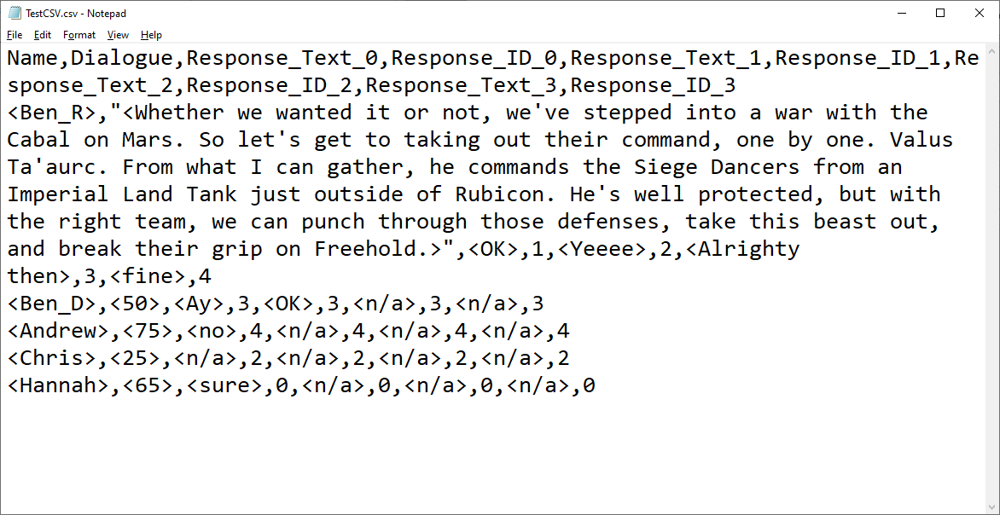 TestCSV.csv - Notepad
File Edit Format View Help
Name,Dialogue,Response_Text_0,Response_ID_0,Response_Text_1,Response_ID_1,Re
sponse_Text_2,Response_ID_2,Response_Text_3,Response_ID_3
<Ben_R>,"<Whether we wanted it or not, we've stepped into a war with the
Cabal on Mars. So let's get to taking out their command, one by one. Valus
Ta'aurc. From what I can gather, he commands the Siege Dancers from an
Imperial Land Tank just outside of Rubicon. He's well protected, but with
the right team, we can punch through those defenses, take this beast out,
and break their grip on Freehold.>",<OK>,1,<Yeeee>,2,<Alrighty
then>,3,<fine>,4
<Ben_D>,<50>,<Ay>,3,<OK>,3,<n/a>,3,<n/a>,3
<Andrew>,<75>,<no>,4,<n/a>,4,<n/a>,4,<n/a>,4
<Chris>,<25>,<n/a>,2,<n/a>,2,<n/a>,2,<n/a>,2
<Hannah>,<65>,<sure>,0,<n/a>,0,<n/a>,0,<n/a>,0